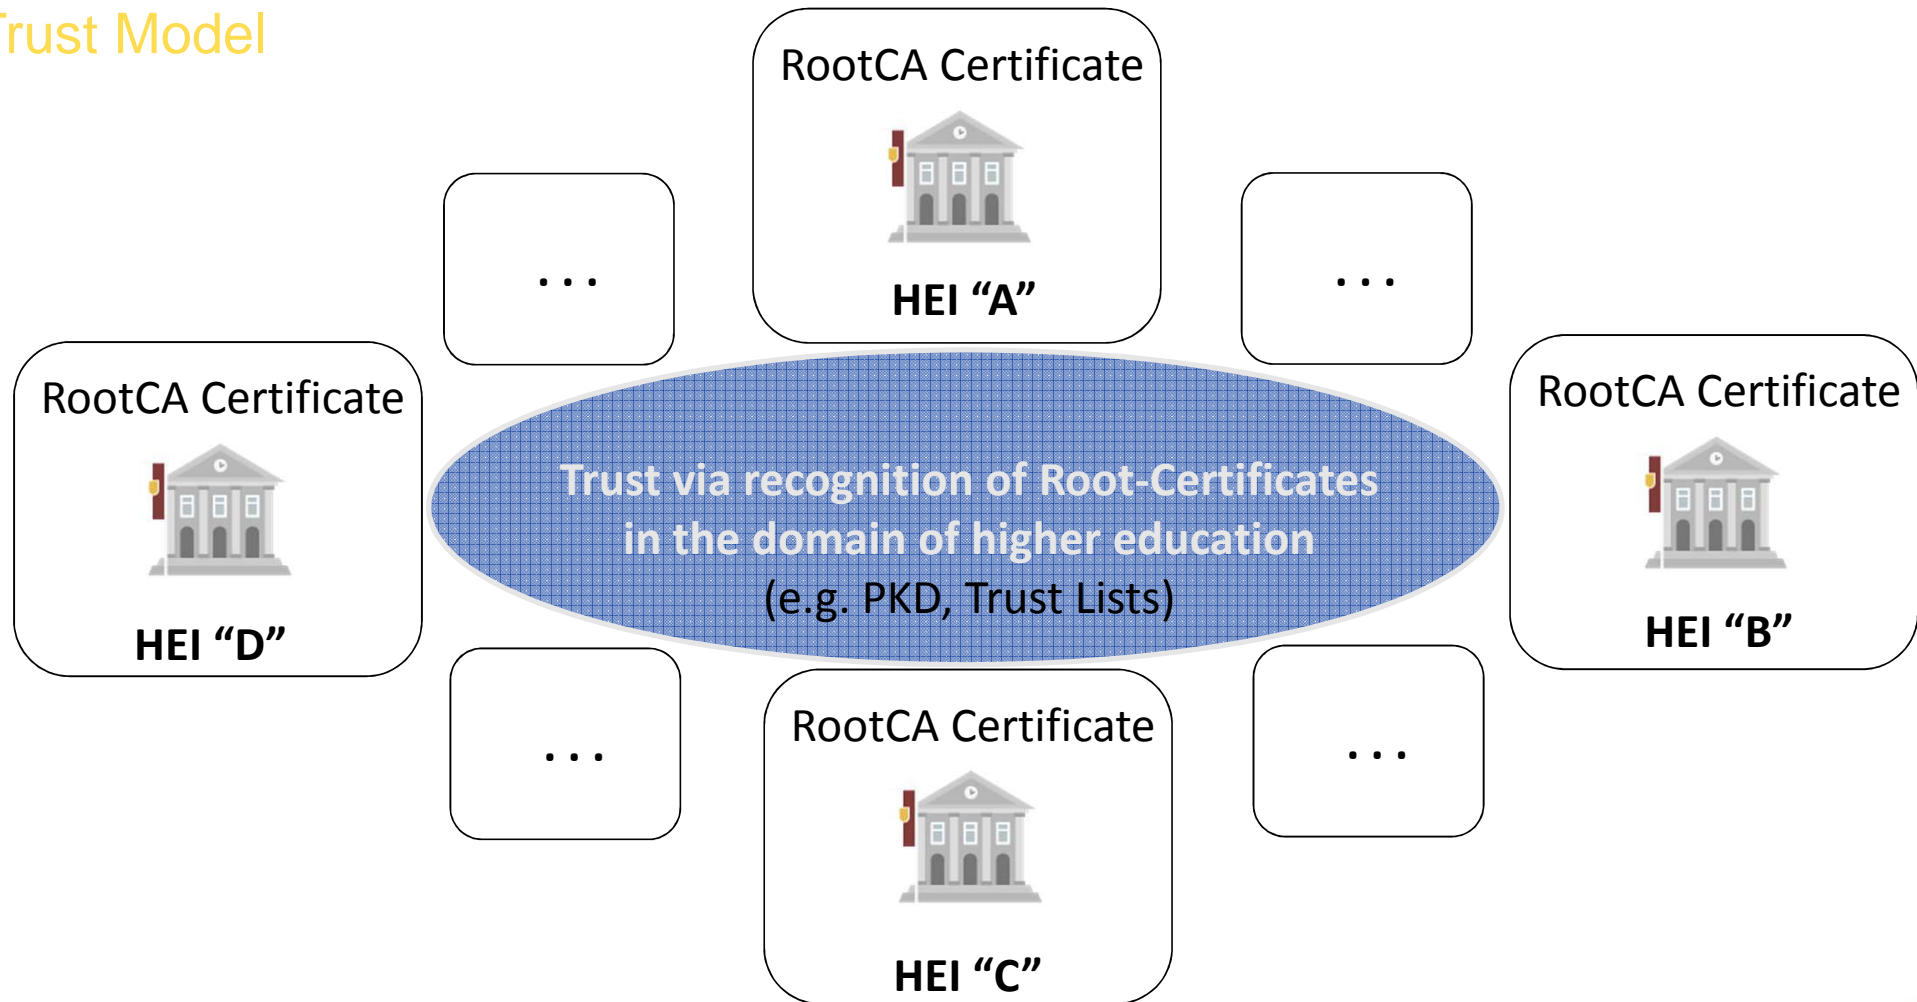 Trust Model
RootCA Certificate
HEI “A”
...
...
RootCA Certificate
HEI “D”
Trust via recognition of Root-Certificates
in the domain of higher education
(e.g. PKD, Trust Lists)
RootCA Certificate
HEI “B”
...
...
RootCA Certificate
HEI “C”